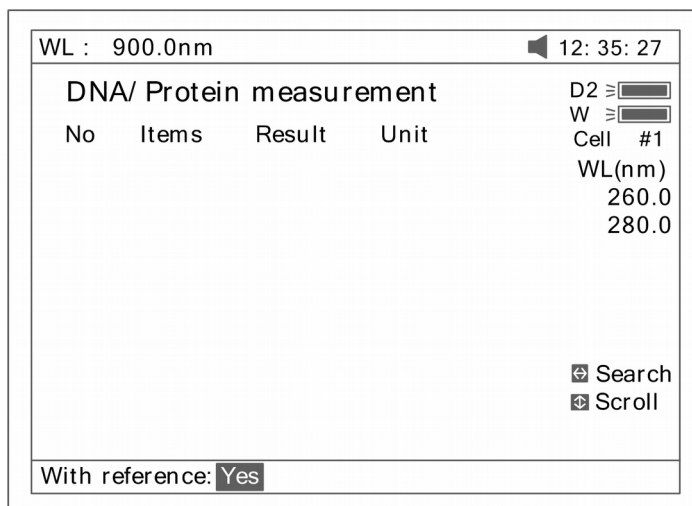 WL : 900.0nm 12: 35: 27
DNA/ Protein measurement
D2
W
No Items Result Unit
Cell #1
WL(nm)
260.0
280.0
Search
Scroll
With reference: Yes